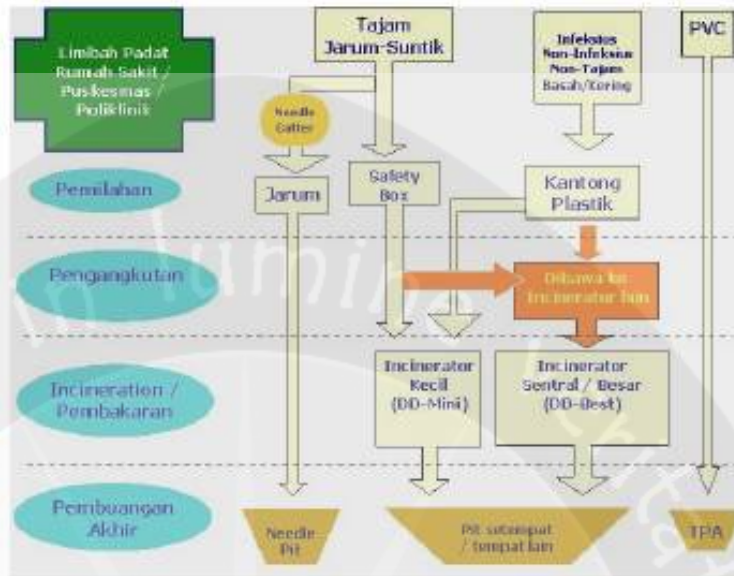 Limbah Padat
Rumah Sakit /
Puskesmas /
Poliklinik
Tajam
Jarum-Suntik
Infeksius
Non-Infeksius
Non-Tajam
Basah/Kering
PVC
Needle
Cutter
Pemilahan
Jarum
Safety
Box
Kantong
Plastik
Pengangkutan
Dibawa ke
Incinerator
Incineration /
Pembakaran
Incinerator
Kecil
(DD-Mini)
Incinerator
Sentral / Besar
(DD-Best)
Pembuangan
Akhir
Needle
Pit
Pit setempat
/ tempat lain
TPA
in lumine